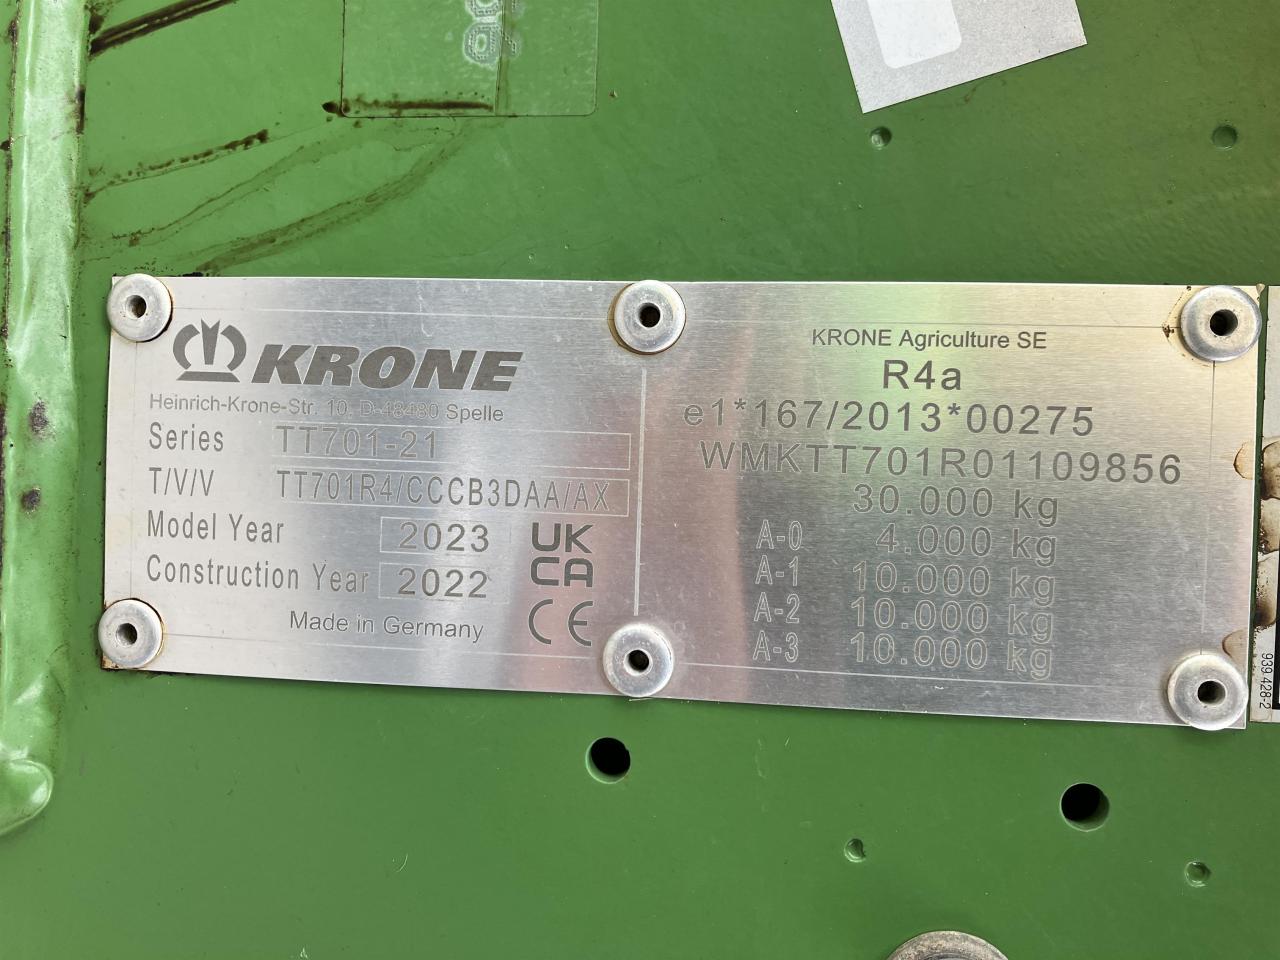 KRONE
Heinrich-Krone-Str. 10, D-48480 Spelle
Series TT701-21
T/V/V TT701R4/CCCB3DAA/AX
Model Year 2023
Construction Year 2022
UK
CA
CE
Made in Germany
KRONE Agriculture SE
R4a
e1*167/2013*00275
WMKTT701R01109856
30.000 kg
A-0 4.000 kg
A-1 10.000 kg
A-2 10.000 kg
A-3 10.000 kg
939 428-2